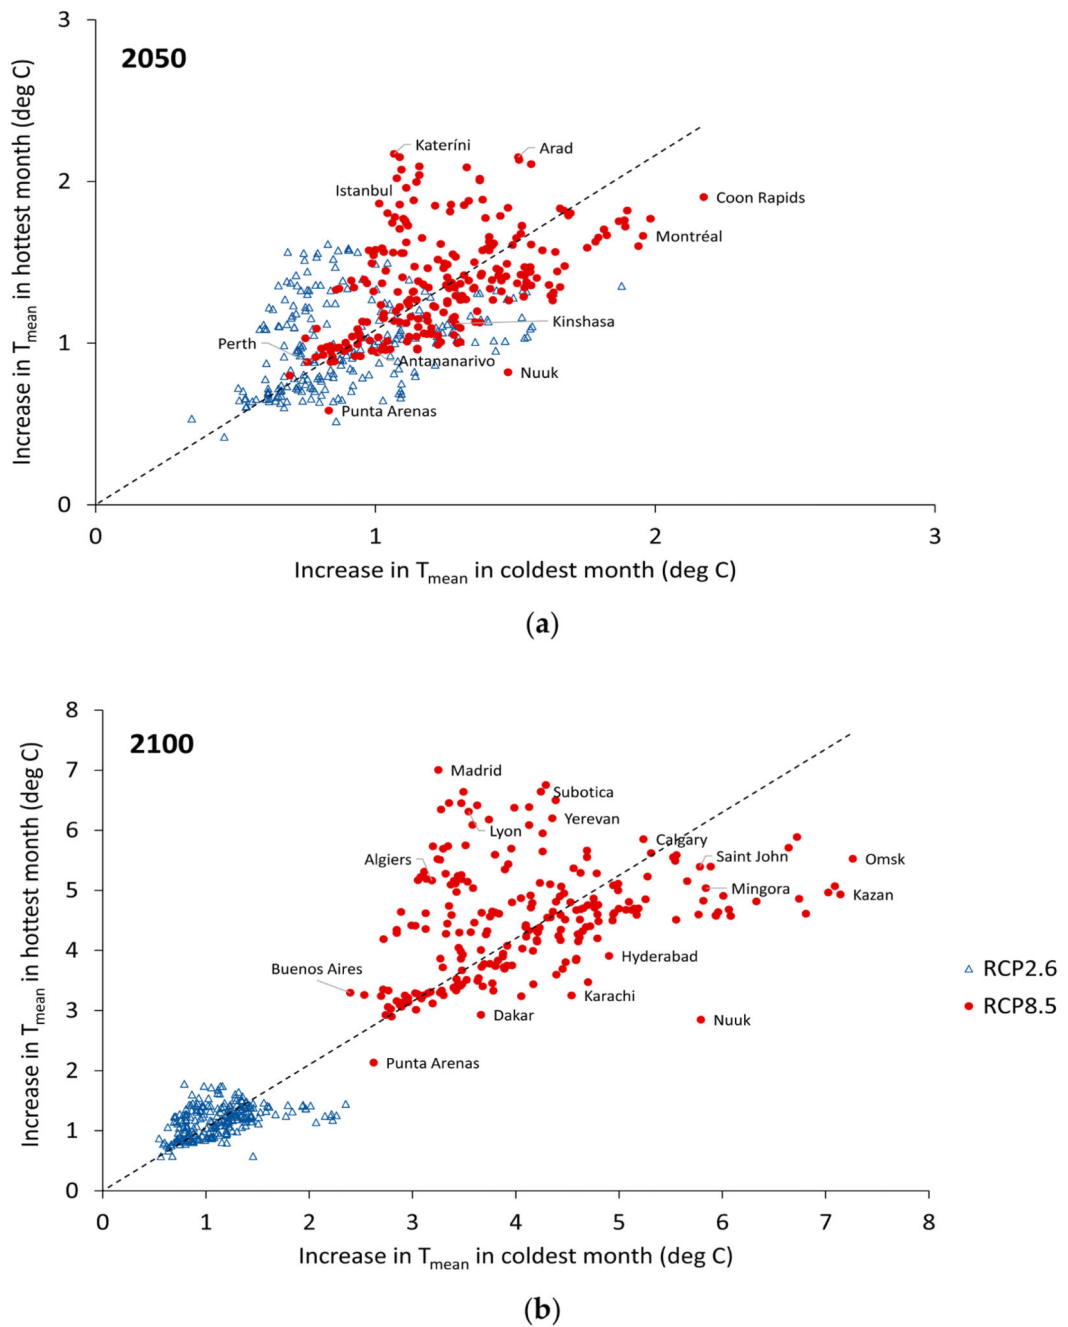 3
2050
Increase in Tmean in hottest month (deg C)
Kateríni
Arad
2
Istanbul
Coon Rapids
Montréal
Kinshasa
1
Perth
Antananarivo
Nuuk
Punta Arenas
0
0 1 2 3
Increase in Tmean in coldest month (deg C)
(a)
8
2100
Increase in Tmean in hottest month (deg C)
7
Madrid
Subotica
6
Yerevan
Lyon
Calgary
Algiers
Saint John
Omsk
5
Mingora
Kazan
4
Hyderabad
Buenos Aires
RCP2.6
Karachi
RCP8.5
3
Dakar
Nuuk
Punta Arenas
2
1
0
0 1 2 3 4 5 6 7 8
Increase in Tmean in coldest month (deg C)
(b)